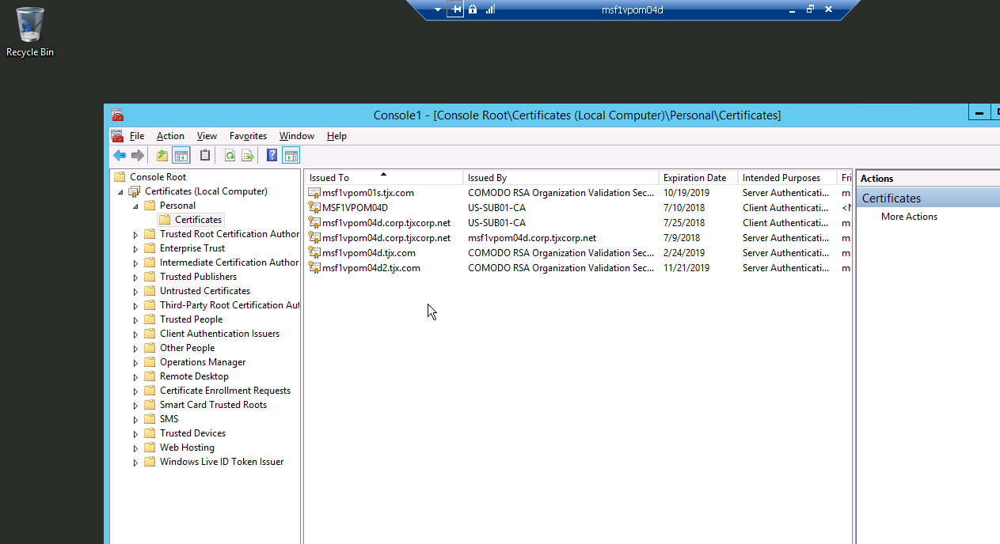 msf1vpom04d
Recycle Bin
Console1 - [Console Root\Certificates (Local Computer)\Personal\Certificates]
File Action View Favorites Window Help
Console Root
Certificates (Local Computer)
Personal
Certificates
Trusted Root Certification Author
Enterprise Trust
Intermediate Certification Author
Trusted Publishers
Untrusted Certificates
Third-Party Root Certification Aut
Trusted People
Client Authentication Issuers
Other People
Operations Manager
Remote Desktop
Certificate Enrollment Requests
Smart Card Trusted Roots
SMS
Trusted Devices
Web Hosting
Windows Live ID Token Issuer
Issued To Issued By Expiration Date Intended Purposes Fri
msf1vpom01s.tjx.com COMODO RSA Organization Validation Sec... 10/19/2019 Server Authenticati... m
MSF1VPOM04D US-SUB01-CA 7/10/2018 Client Authenticati... <N
msf1vpom04d.corp.tjxcorp.net US-SUB01-CA 7/25/2018 Client Authenticati... m
msf1vpom04d.corp.tjxcorp.net msf1vpom04d.corp.tjxcorp.net 7/9/2018 Server Authenticati... m
msf1vpom04d.tjx.com COMODO RSA Organization Validation Sec... 2/24/2019 Server Authenticati... m
msf1vpom04d2.tjx.com COMODO RSA Organization Validation Sec... 11/21/2019 Server Authenticati... m
Actions
Certificates
More Actions